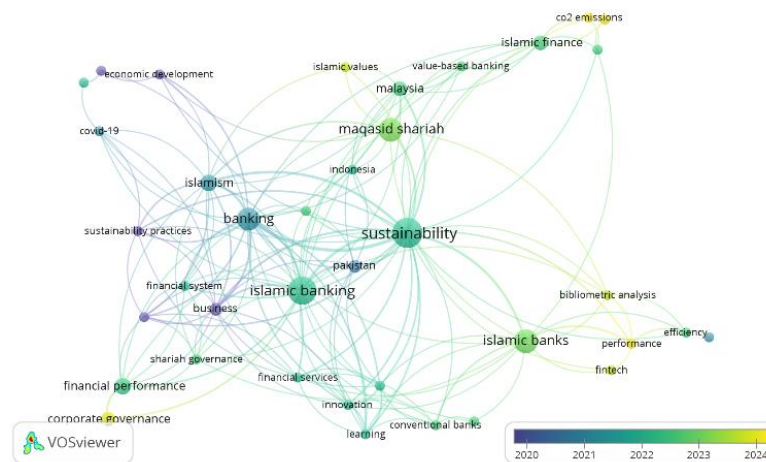 co2 emissions
islamic finance
islamic values
value-based banking
economic development
malaysia
covid-19
maqasid shariah
indonesia
islamism
banking
sustainability practices
sustainability
pakistan
financial system
islamic banking
business
bibliometric analysis
efficiency
islamic banks
performance
shariah governance
fintech
financial services
financial performance
innovation
corporate governance
conventional banks
learning
VOSviewer
2020 2021 2022 2023 2024